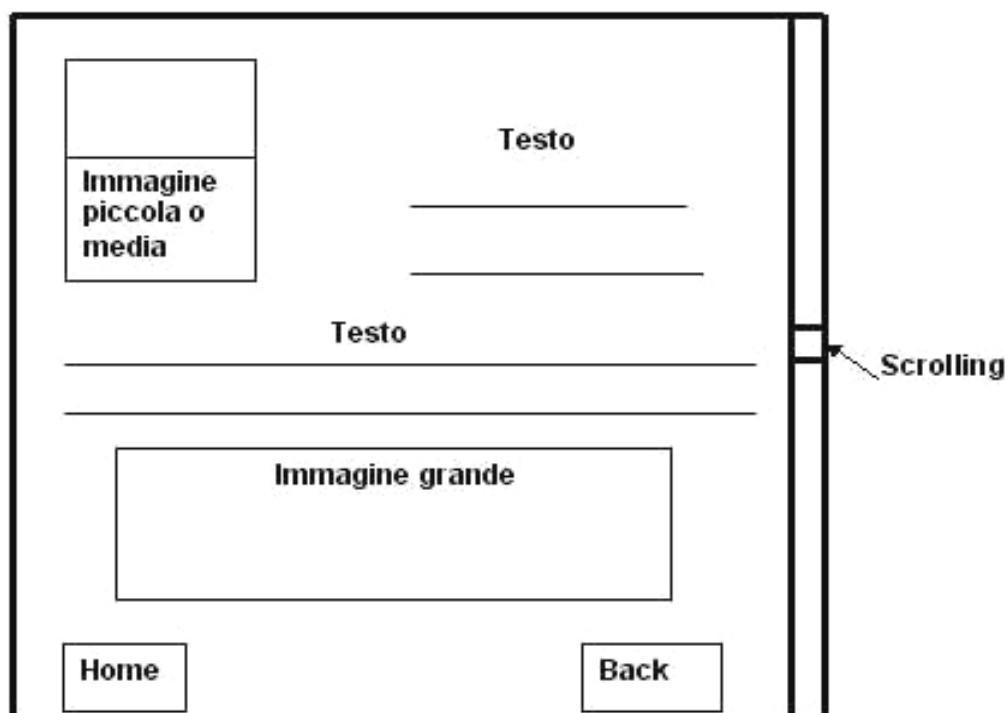 Testo
Immagine
piccola o
media
Testo
Scrolling
Immagine grande
Home
Back